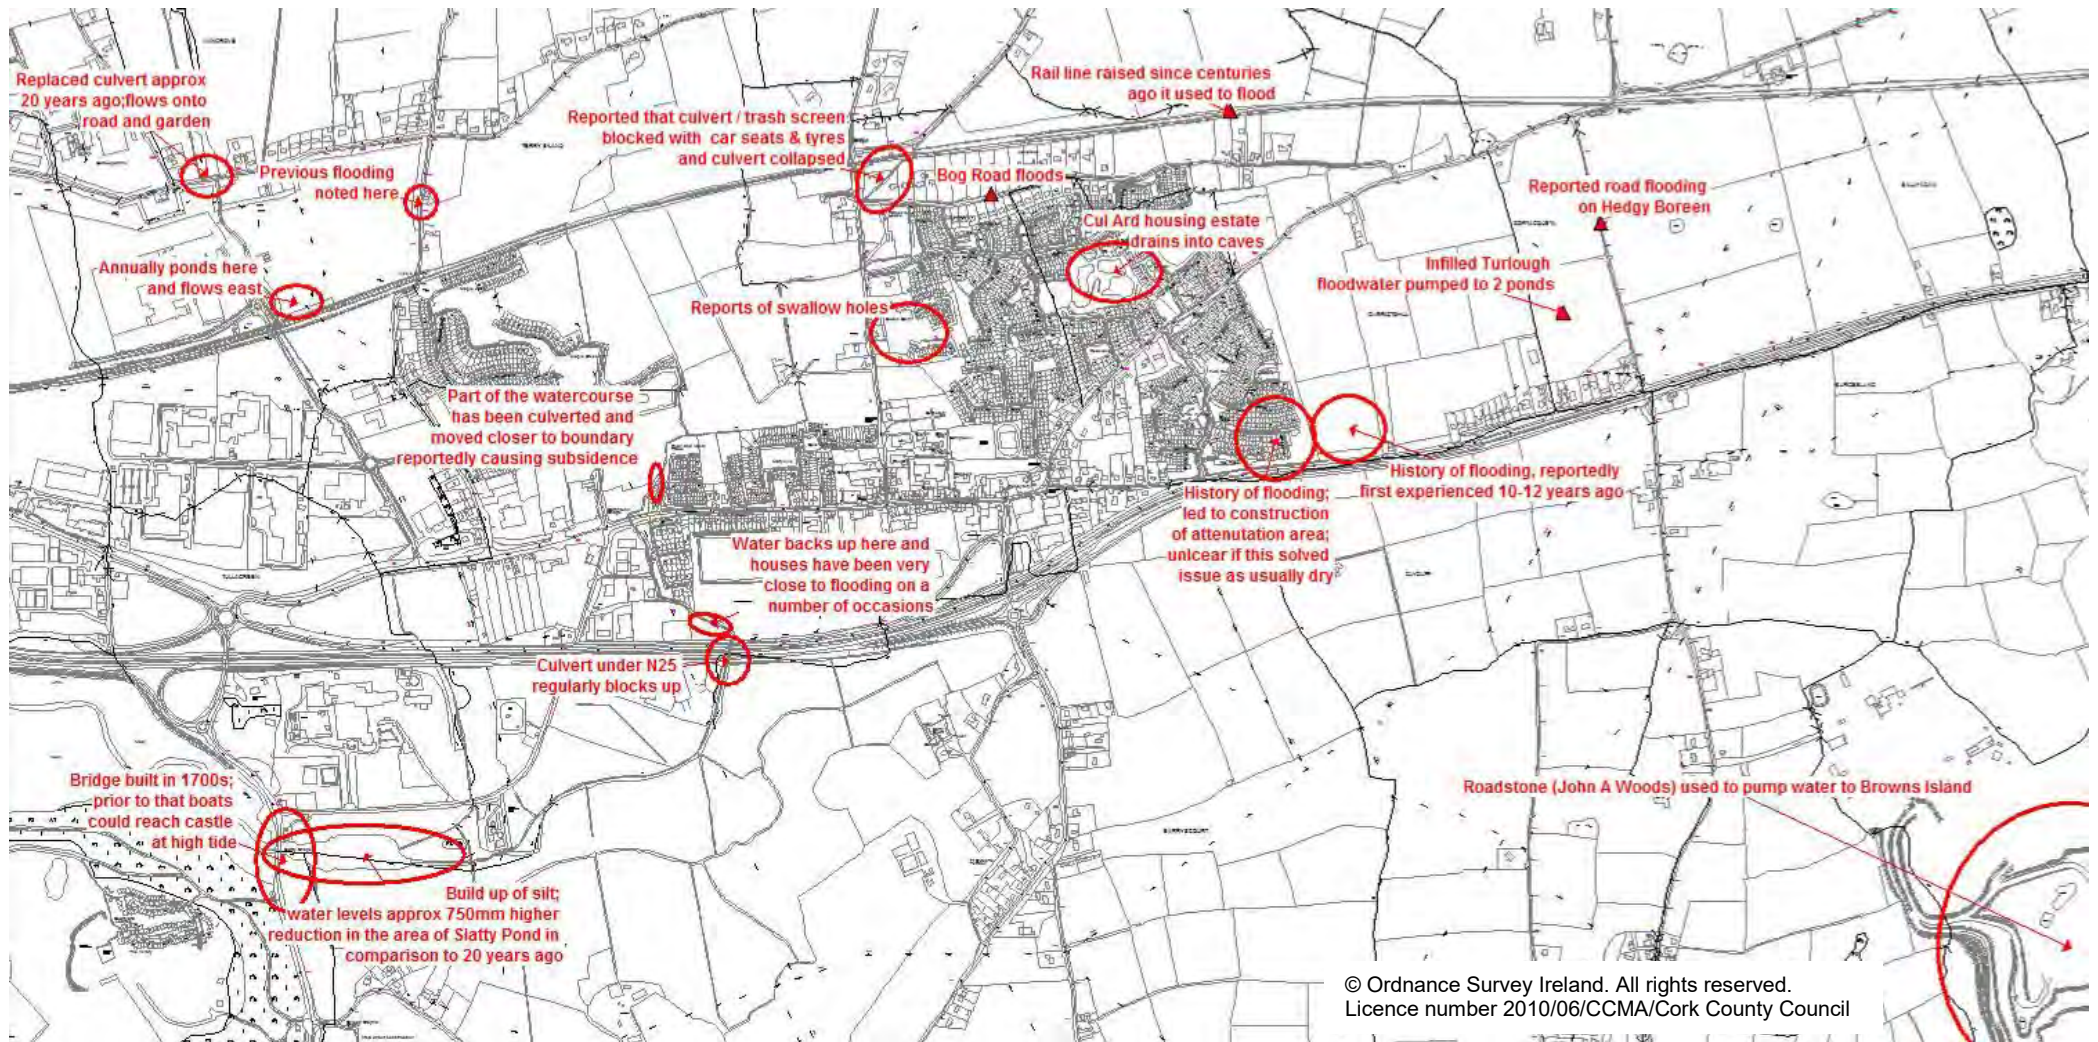 Replaced culvert approx
20 years ago;flows onto
road and garden
Previous flooding
noted here
Reported that culvert / trash screen
blocked with car seats & tyres
and culvert collapsed
Rail line raised since centuries
ago it used to flood
Bog Road floods
Cul Ard housing estate
drains into caves
Reported road flooding
on Hedgy Boreen
Infilled Turlough
floodwater pumped to 2 ponds
Annually ponds here
and flows east
Reports of swallow holes
Part of the watercourse
has been culverted and
moved closer to boundary
reportedly causing subsidence
History of flooding, reportedly
first experienced 10-12 years ago
History of flooding;
led to construction
of attenutation area;
unlcear if this solved
issue as usually dry
Water backs up here and
houses have been very
close to flooding on a
number of occasions
Culvert under N25
regularly blocks up
Bridge built in 1700s;
prior to that boats
could reach castle
at high tide
Build up of silt;
water levels approx 750mm higher
reduction in the area of Slatty Pond in
comparison to 20 years ago
Roadstone (John A Woods) used to pump water to Browns Island
© Ordnance Survey Ireland. All rights reserved.
Licence number 2010/06/CCMA/Cork County Council